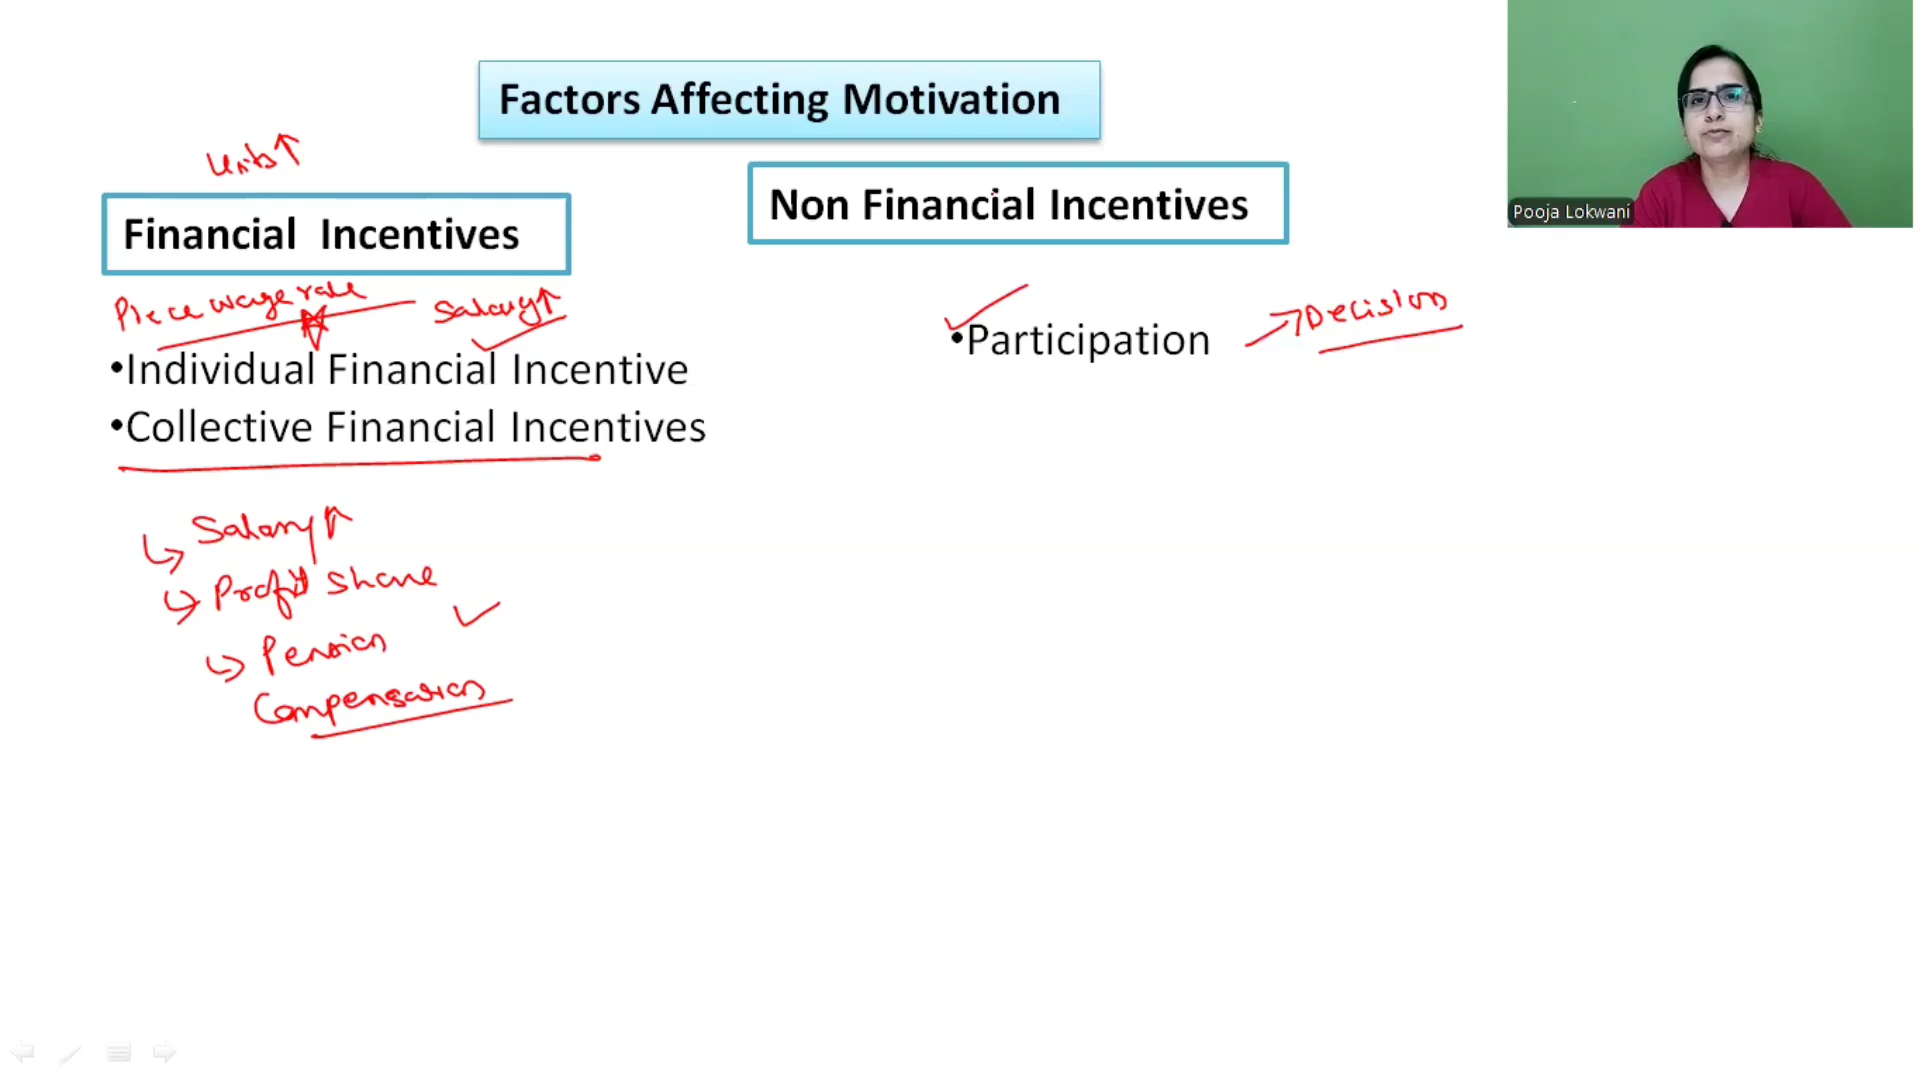 Factors Affecting Motivation
Units↑
Financial Incentives
Piece wage rate
Salary↑
•Individual Financial Incentive
•Collective Financial Incentives
Salary↑
Profit Share
Pension
Compensation
Non Financial Incentives
•Participation
Decision
Pooja Lokwani